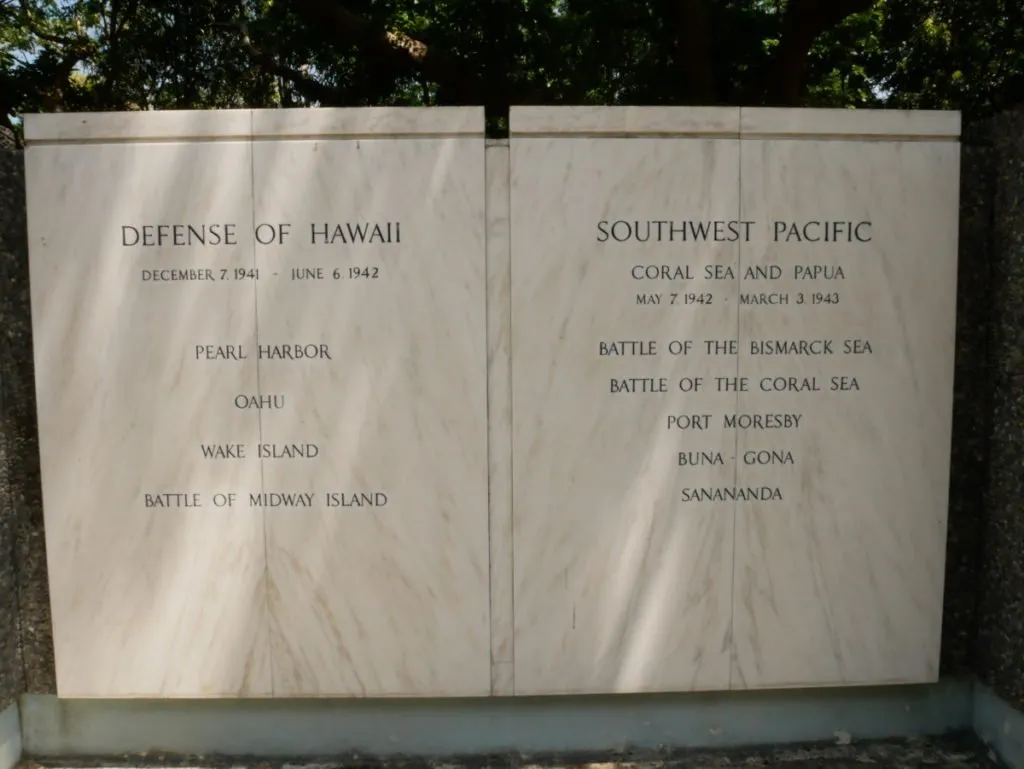 DEFENSE OF HAWAII
DECEMBER 7, 1941 - JUNE 6, 1942
PEARL HARBOR
OAHU
WAKE ISLAND
BATTLE OF MIDWAY ISLAND
SOUTHWEST PACIFIC
CORAL SEA AND PAPUA
MAY 7, 1942 - MARCH 3, 1943
BATTLE OF THE BISMARCK SEA
BATTLE OF THE CORAL SEA
PORT MORESBY
BUNA - GONA
SANANANDA